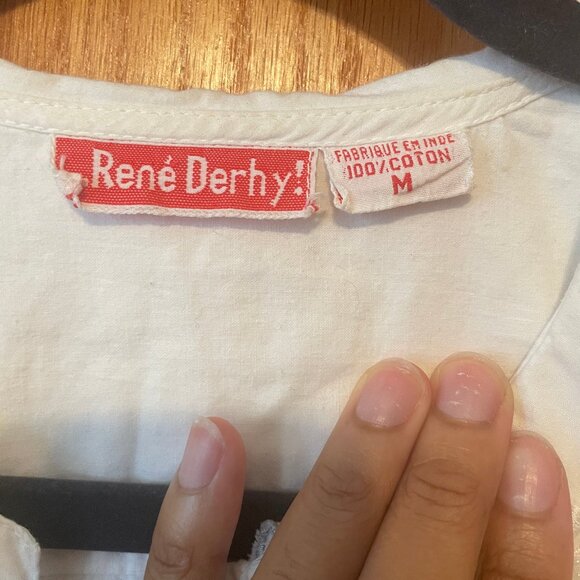 René Derhy!
FABRIQUE EN INDE
100% COTON
M